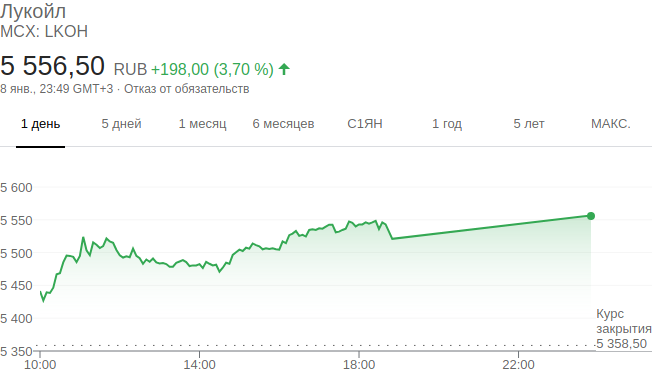 Лукойл
MCX: LKOH
5 556,50 RUB +198,00 (3,70 %)
8 янв., 23:49 GMT+3 · Отказ от обязательств
1 день 5 дней 1 месяц 6 месяцев С1ЯН 1 год 5 лет МАКС.
5 600
5 550
5 500
5 450
5 400
5 350
Курс
закрытия
5 358,50
10:00 14:00 18:00 22:00